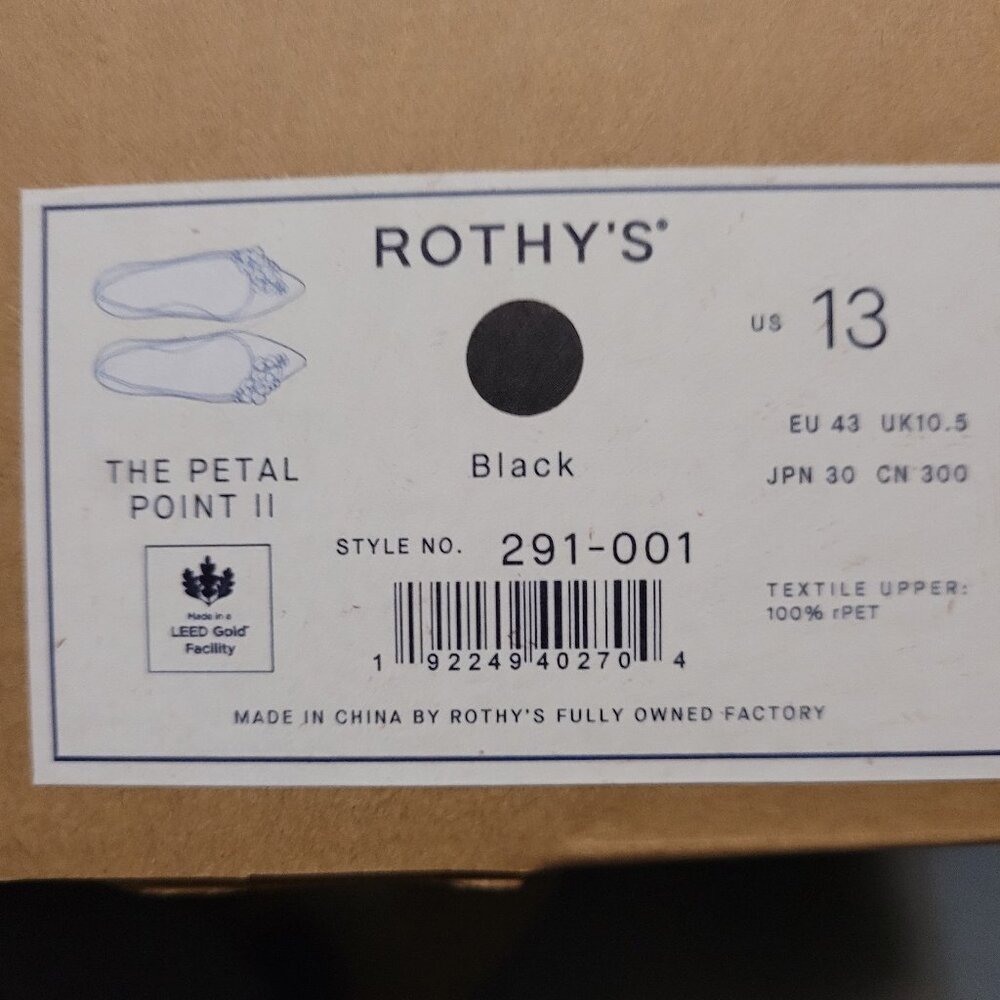 ROTHY'S®
US 13
EU 43 UK10.5
JPN 30 CN 300
THE PETAL
POINT II
Black
STYLE NO. 291-001
TEXTILE UPPER:
100% rPET
Made in a
LEED Gold®
Facility
1 92249 40270 4
MADE IN CHINA BY ROTHY'S FULLY OWNED FACTORY